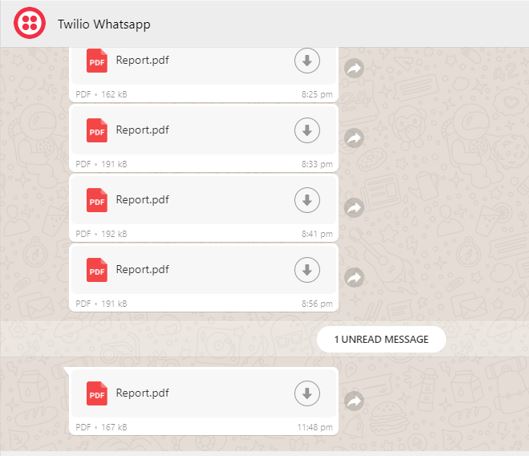 Twilio Whatsapp
PDF Report.pdf
PDF • 162 kB 8:25 pm
PDF Report.pdf
PDF • 191 kB 8:33 pm
PDF Report.pdf
PDF • 192 kB 8:41 pm
PDF Report.pdf
PDF • 191 kB 8:56 pm
1 UNREAD MESSAGE
PDF Report.pdf
PDF • 167 kB 11:48 pm